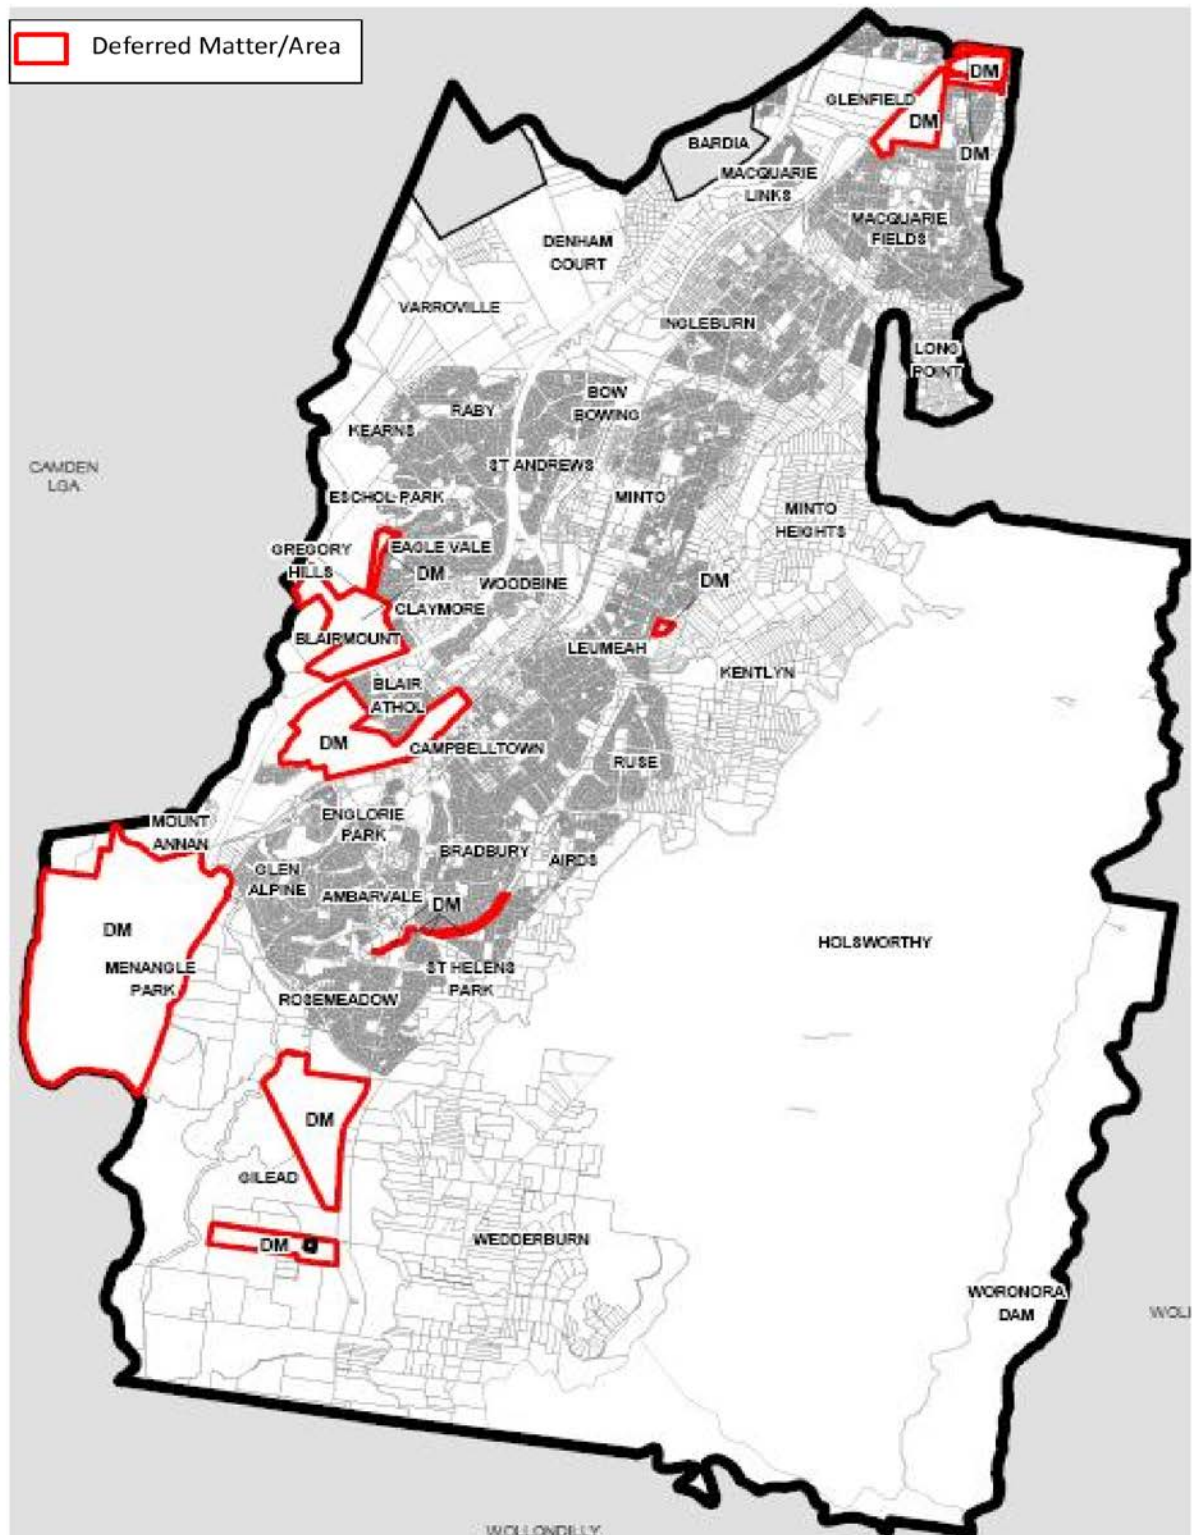 Deferred Matter/Area
DM
GLENFIELD
DM
BARDIA
DM
MACQUARIE
LINKS
MACQUARIE
FIELDS
DENHAM
COURT
VARROVILLE
INGLEBURN
LONG
POINT
BOW
BOWING
RABY
KEARNS
CAMDEN
LGA
ST ANDREWS
ESCHOL PARK
MINTO
MINTO
HEIGHTS
GREGORY
HILLS
EAGLE VALE
DM
WOODBINE
DM
CLAYMORE
BLAIRMOUNT
LEUMEAH
KENTLYN
BLAIR
ATHOL
DM
CAMPBELLTOWN
RUSE
MOUNT
ANNAN
ENGLORIE
PARK
BRADBURY
AIRDS
GLEN
ALPINE
AMBARVALE
DM
DM
HOLSWORTHY
MENANGLE
PARK
ST HELENS
PARK
ROSEMEADOW
DM
GILEAD
DM
WEDDERBURN
WORONORA
DAM
WOLL
WOLLONDILLY